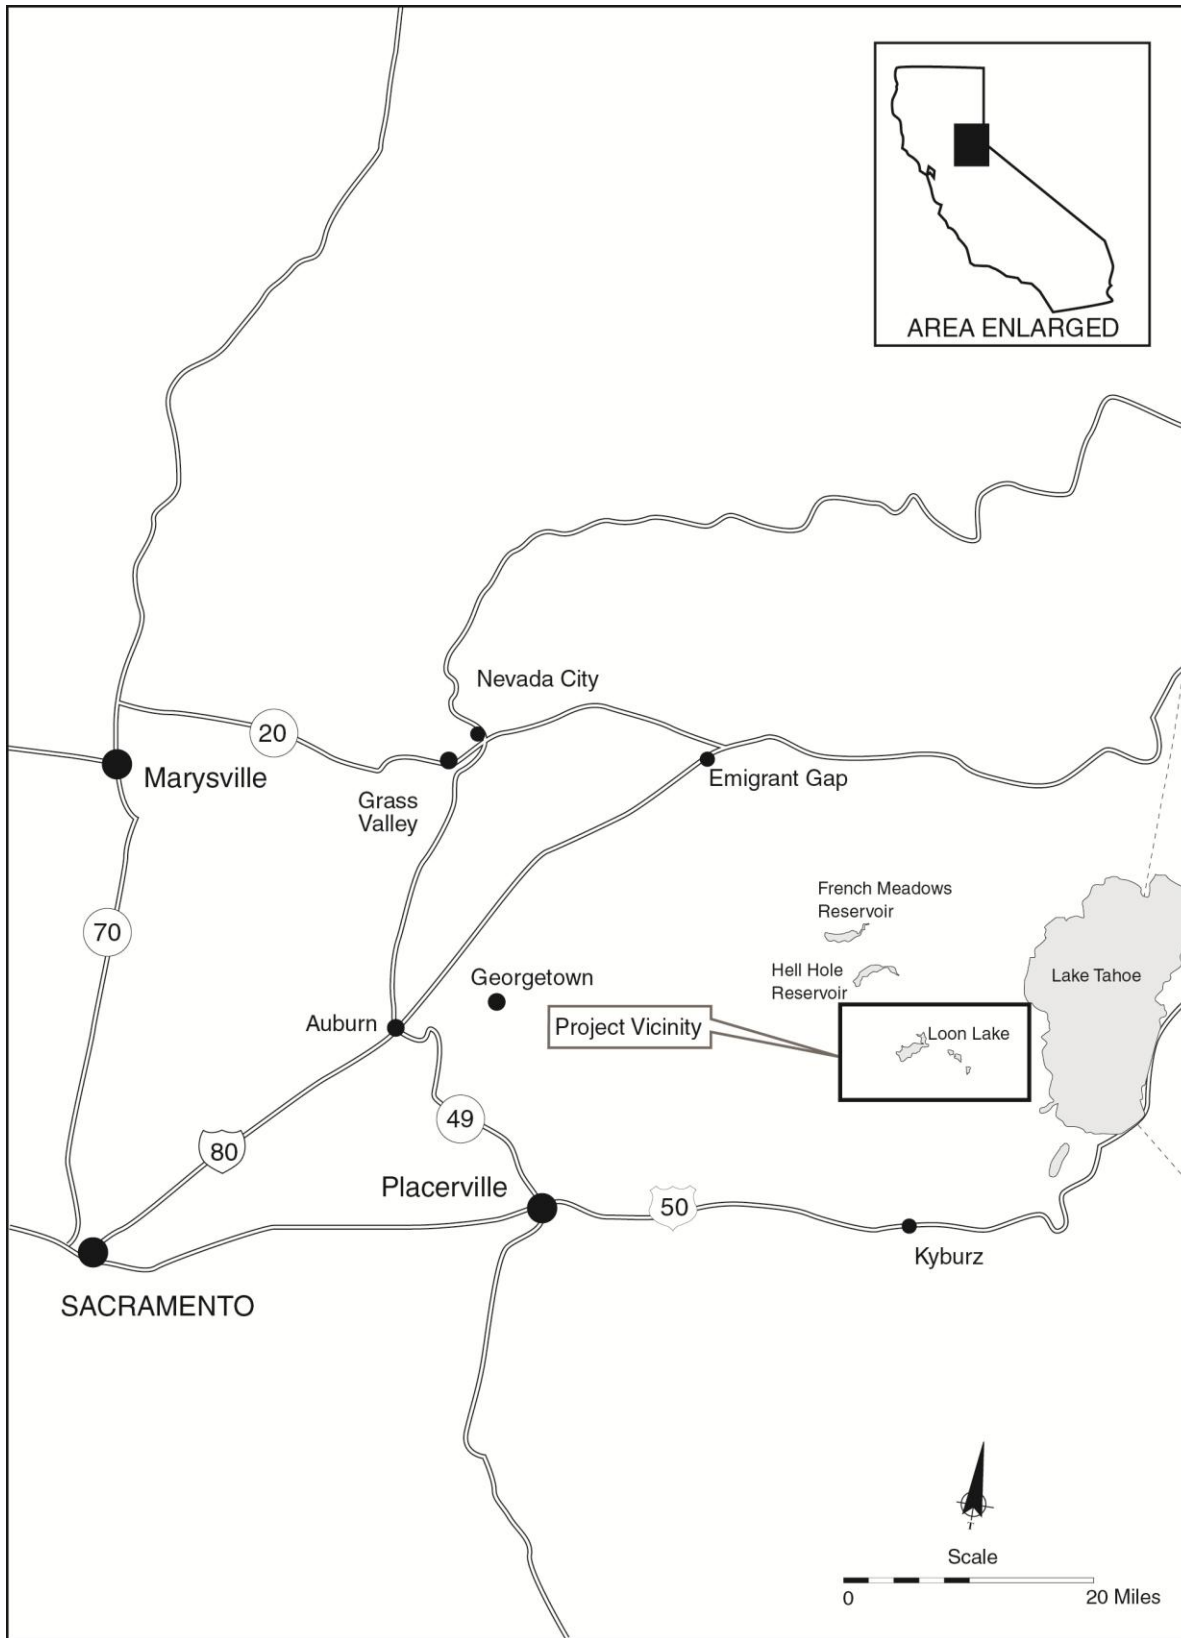 AREA ENLARGED
Nevada City
20
Marysville
Emigrant Gap
Grass
Valley
French Meadows
Reservoir
70
Hell Hole
Reservoir
Lake Tahoe
Georgetown
Auburn
Project Vicinity
Loon Lake
49
80
Placerville
50
Kyburz
SACRAMENTO
T
Scale
0
20 Miles